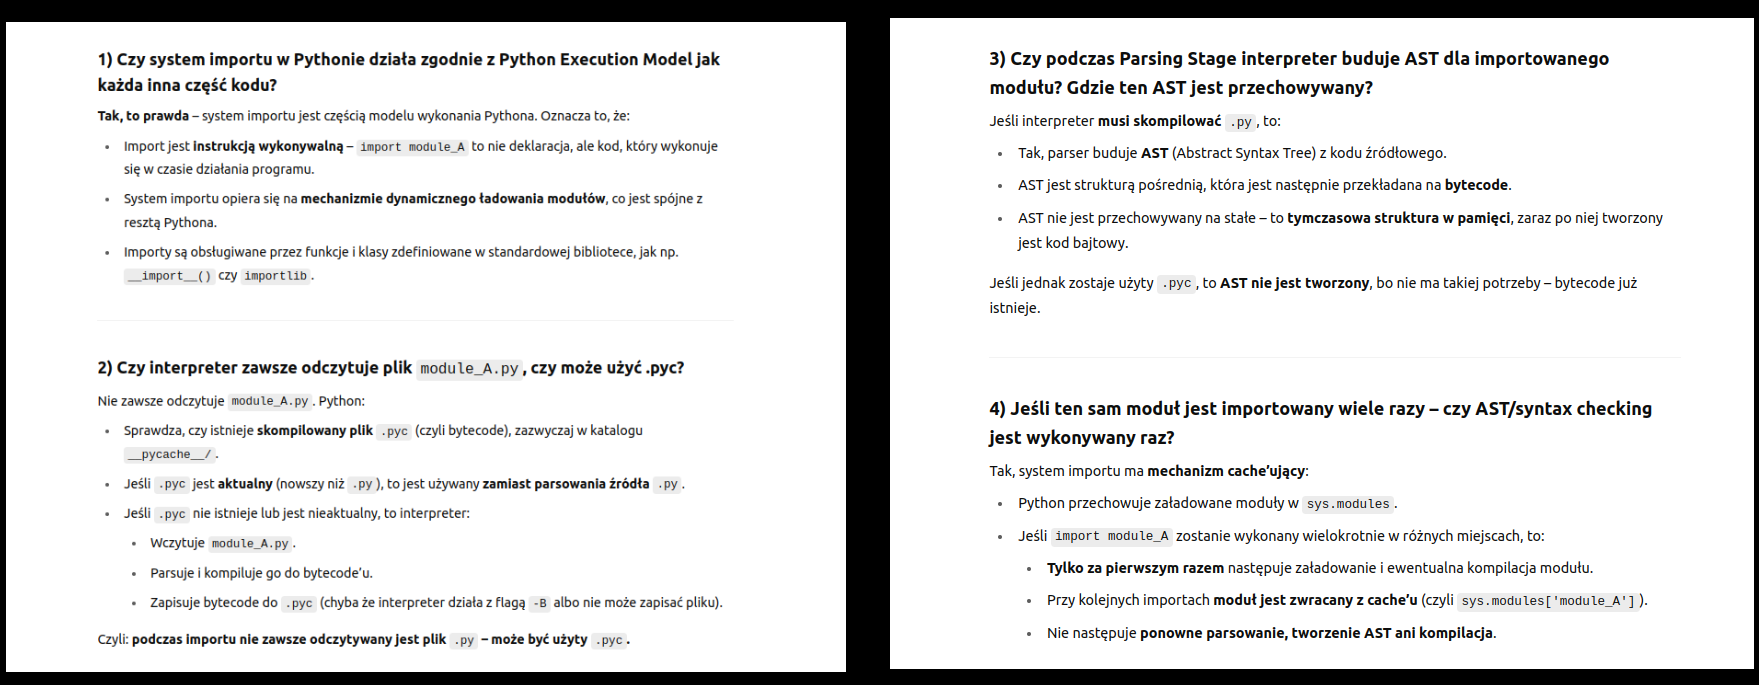 1) Czy system importu w Pythonie działa zgodnie z Python Execution Model jak
każda inna część kodu?
Tak, to prawda – system importu jest częścią modelu wykonania Pythona. Oznacza to, że:
• Import jest instrukcją wykonywalną – import module_A to nie deklaracja, ale kod, który wykonuje
się w czasie działania programu.
• System importu opiera się na mechanizmie dynamicznego ładowania modułów, co jest spójne z
resztą Pythona.
• Importy są obsługiwane przez funkcje i klasy zdefiniowane w standardowej bibliotece, jak np.
__import__() czy importlib.
2) Czy interpreter zawsze odczytuje plik module_A.py, czy może użyć .pyc?
Nie zawsze odczytuje module_A.py. Python:
• Sprawdza, czy istnieje skompilowany plik .pyc (czyli bytecode), zazwyczaj w katalogu
__pycache__/.
• Jeśli .pyc jest aktualny (nowszy niż .py), to jest używany zamiast parsowania źródła .py.
• Jeśli .pyc nie istnieje lub jest nieaktualny, to interpreter:
• Wczytuje module_A.py.
• Parsuje i kompiluje go do bytecode’u.
• Zapisuje bytecode do .pyc (chyba że interpreter działa z flagą -B albo nie może zapisać pliku).
Czyli: podczas importu nie zawsze odczytywany jest plik .py – może być użyty .pyc.
3) Czy podczas Parsing Stage interpreter buduje AST dla importowanego
modułu? Gdzie ten AST jest przechowywany?
Jeśli interpreter musi skompilować .py, to:
• Tak, parser buduje AST (Abstract Syntax Tree) z kodu źródłowego.
• AST jest strukturą pośrednią, która jest następnie przekładana na bytecode.
• AST nie jest przechowywany na stałe – to tymczasowa struktura w pamięci, zaraz po niej tworzony
jest kod bajtowy.
Jeśli jednak zostaje użyty .pyc, to AST nie jest tworzony, bo nie ma takiej potrzeby – bytecode już
istnieje.
4) Jeśli ten sam moduł jest importowany wiele razy – czy AST/syntax checking
jest wykonywany raz?
Tak, system importu ma mechanizm cache’ujący:
• Python przechowuje załadowane moduły w sys.modules.
• Jeśli import module_A zostanie wykonany wielokrotnie w różnych miejscach, to:
• Tylko za pierwszym razem następuje załadowanie i ewentualna kompilacja modułu.
• Przy kolejnych importach moduł jest zwracany z cache’u (czyli sys.modules['module_A']).
• Nie następuje ponowne parsowanie, tworzenie AST ani kompilacja.